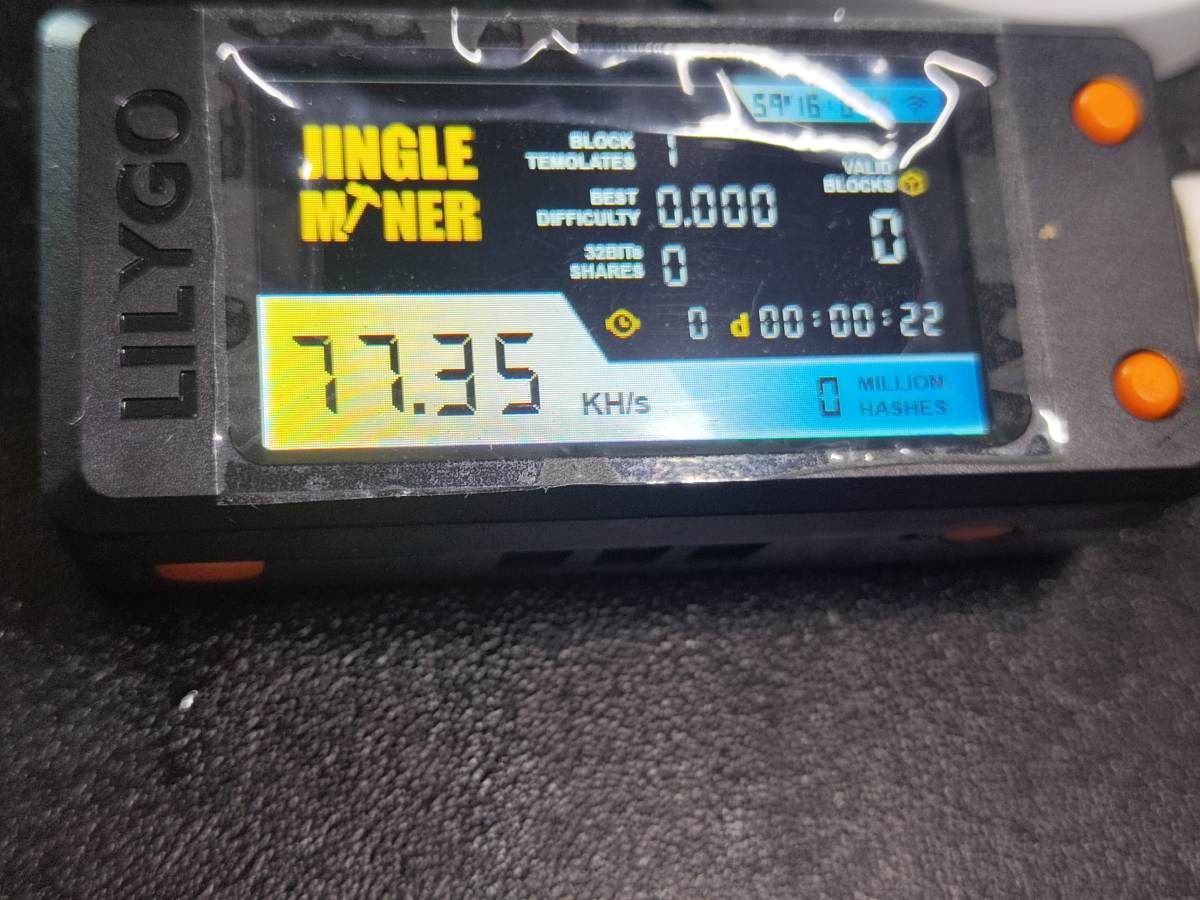 LILYGO
JINGLE
MINER
BLOCK
TEMOLATES
1
BEST
DIFFICULTY
0.000
32BITs
SHARES
0
VALID
BLOCKS
0
0 d 00:00:22
77.35 KH/s
0 MILLION
HASHES